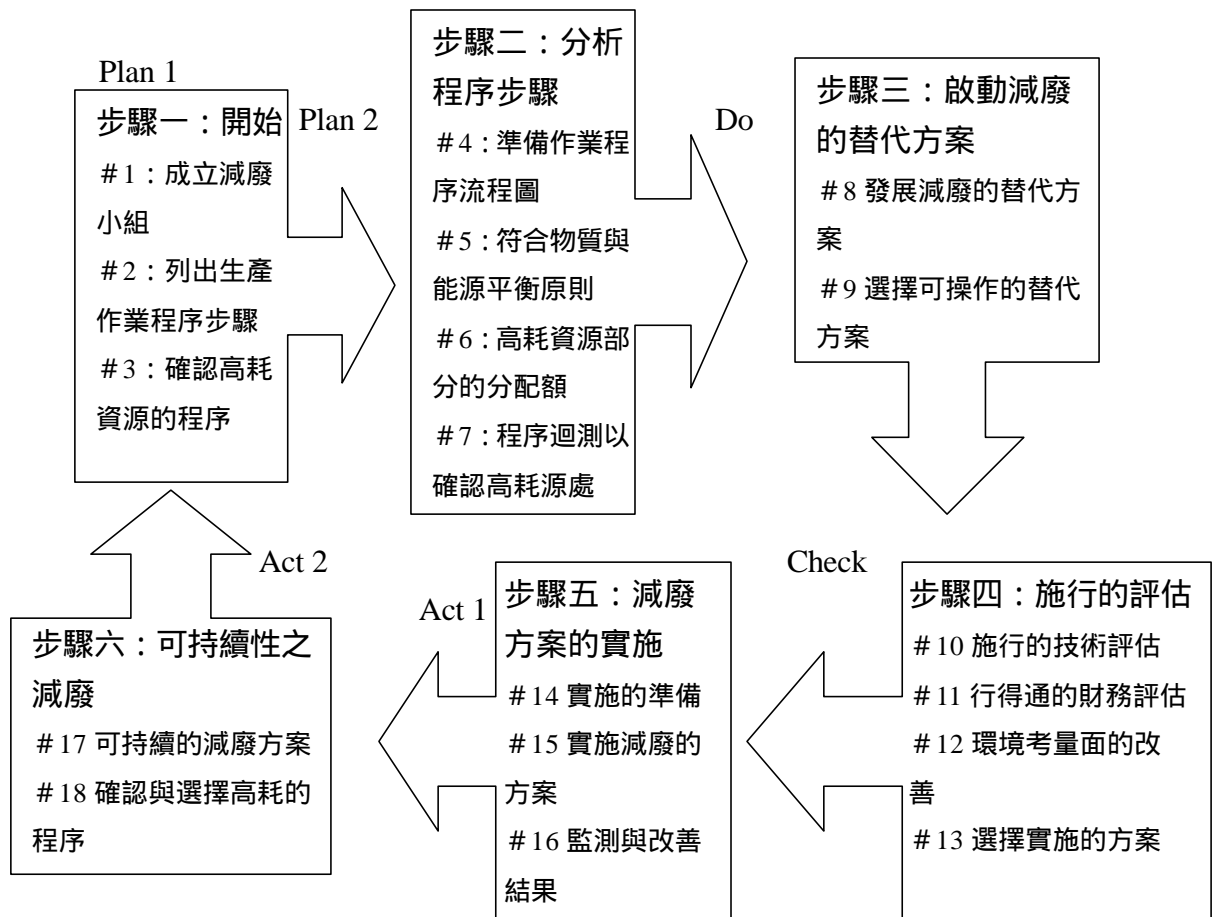 Plan 1
步驟一：開始
＃1：成立減廢
小組
＃2：列出生產
作業程序步驟
＃3：確認高耗
資源的程序
Plan 2
步驟二：分析
程序步驟
＃4：準備作業程
序流程圖
＃5：符合物質與
能源平衡原則
＃6：高耗資源部
分的分配額
＃7：程序迴測以
確認高耗源處
Do
步驟三：啟動減廢
的替代方案
＃8 發展減廢的替代方
案
＃9 選擇可操作的替代
方案
Check
步驟四：施行的評估
＃10 施行的技術評估
＃11 行得通的財務評估
＃12 環境考量面的改
善
＃13 選擇實施的方案
Act 1
步驟五：減廢
方案的實施
＃14 實施的準備
＃15 實施減廢的
方案
＃16 監測與改善
結果
Act 2
步驟六：可持續性之
減廢
＃17 可持續的減廢方案
＃18 確認與選擇高耗的
程序